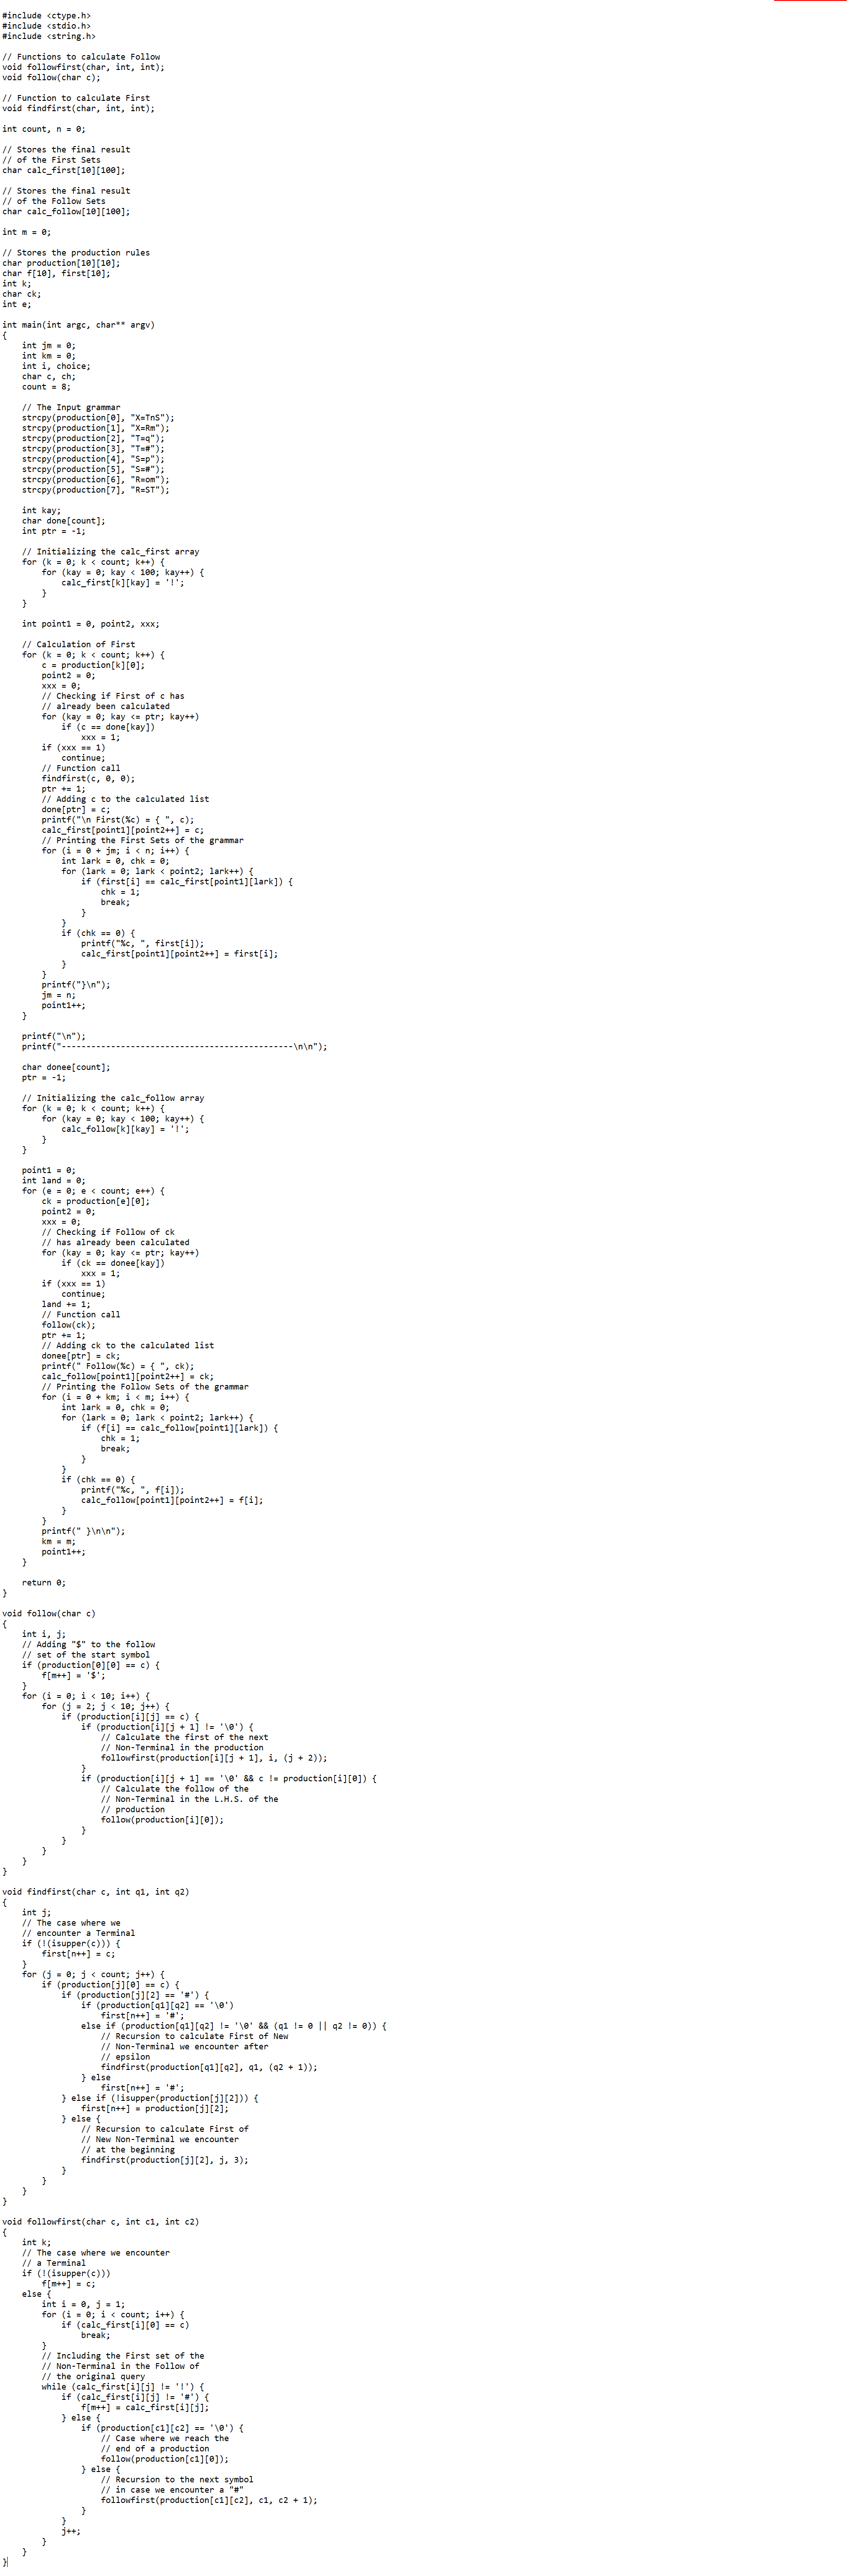 #include <ctype.h>
#include <stdio.h>
#include <string.h>

// Functions to calculate Follow
void followfirst(char, int, int);
void follow(char c);

// Function to calculate First
void findfirst(char, int, int);

int count, n = 0;

// Stores the final result
// of the First Sets
char calc_first[10][100];

// Stores the final result
// of the Follow Sets
char calc_follow[10][100];

int m = 0;

// Stores the production rules
char production[10][10];
char f[10], first[10];
int k;
char ck;
int e;

int main(int argc, char** argv)
{
    int jm = 0;
    int km = 0;
    int i, choice;
    char c, ch;
    count = 8;

    // The Input grammar
    strcpy(production[0], "X=TnS");
    strcpy(production[1], "X=Rm");
    strcpy(production[2], "T=q");
    strcpy(production[3], "T=#");
    strcpy(production[4], "S=p");
    strcpy(production[5], "S=#");
    strcpy(production[6], "R=om");
    strcpy(production[7], "R=ST");

    int kay;
    char done[count];
    int ptr = -1;

    // Initializing the calc_first array
    for (k = 0; k < count; k++) {
        for (kay = 0; kay < 100; kay++) {
            calc_first[k][kay] = '!';
        }
    }

    int point1 = 0, point2, xxx;

    // Calculation of First
    for (k = 0; k < count; k++) {
        c = production[k][0];
        point2 = 0;
        xxx = 0;
        // Checking if First of c has
        // already been calculated
        for (kay = 0; kay <= ptr; kay++)
            if (c == done[kay])
                xxx = 1;
        if (xxx == 1)
            continue;
        // Function call
        findfirst(c, 0, 0);
        ptr += 1;
        // Adding c to the calculated list
        done[ptr] = c;
        printf("\n First(%c) = { ", c);
        calc_first[point1][point2++] = c;
        // Printing the First Sets of the grammar
        for (i = 0 + jm; i < n; i++) {
            int lark = 0, chk = 0;
            for (lark = 0; lark < point2; lark++) {
                if (first[i] == calc_first[point1][lark]) {
                    chk = 1;
                    break;
                }
            }
            if (chk == 0) {
                printf("%c, ", first[i]);
                calc_first[point1][point2++] = first[i];
            }
        }
        printf("}\n");
        jm = n;
        point1++;
    }

    printf("\n");
    printf("-----------------------------------------------\n\n");

    char donee[count];
    ptr = -1;

    // Initializing the calc_follow array
    for (k = 0; k < count; k++) {
        for (kay = 0; kay < 100; kay++) {
            calc_follow[k][kay] = '!';
        }
    }

    point1 = 0;
    int land = 0;
    for (e = 0; e < count; e++) {
        ck = production[e][0];
        point2 = 0;
        xxx = 0;
        // Checking if Follow of ck
        // has already been calculated
        for (kay = 0; kay <= ptr; kay++)
            if (ck == donee[kay])
                xxx = 1;
        if (xxx == 1)
            continue;
        land += 1;
        // Function call
        follow(ck);
        ptr += 1;
        // Adding ck to the calculated list
        donee[ptr] = ck;
        printf(" Follow(%c) = { ", ck);
        calc_follow[point1][point2++] = ck;
        // Printing the Follow Sets of the grammar
        for (i = 0 + km; i < m; i++) {
            int lark = 0, chk = 0;
            for (lark = 0; lark < point2; lark++) {
                if (f[i] == calc_follow[point1][lark]) {
                    chk = 1;
                    break;
                }
            }
            if (chk == 0) {
                printf("%c, ", f[i]);
                calc_follow[point1][point2++] = f[i];
            }
        }
        printf(" }\n\n");
        km = m;
        point1++;
    }

    return 0;
}

void follow(char c)
{
    int i, j;
    // Adding "$" to the follow
    // set of the start symbol
    if (production[0][0] == c) {
        f[m++] = '$';
    }
    for (i = 0; i < 10; i++) {
        for (j = 2; j < 10; j++) {
            if (production[i][j] == c) {
                if (production[i][j + 1] != '\0') {
                    // Calculate the first of the next
                    // Non-Terminal in the production
                    followfirst(production[i][j + 1], i, (j + 2));
                }
                if (production[i][j + 1] == '\0' && c != production[i][0]) {
                    // Calculate the follow of the
                    // Non-Terminal in the L.H.S. of the
                    // production
                    follow(production[i][0]);
                }
            }
        }
    }
}

void findfirst(char c, int q1, int q2)
{
    int j;
    // The case where we
    // encounter a Terminal
    if (!(isupper(c))) {
        first[n++] = c;
    }
    for (j = 0; j < count; j++) {
        if (production[j][0] == c) {
            if (production[j][2] == '#') {
                if (production[q1][q2] == '\0')
                    first[n++] = '#';
                else if (production[q1][q2] != '\0' && (q1 != 0 || q2 != 0)) {
                    // Recursion to calculate First of New
                    // Non-Terminal we encounter after
                    // epsilon
                    findfirst(production[q1][q2], q1, (q2 + 1));
                } else
                    first[n++] = '#';
            } else if (!isupper(production[j][2])) {
                first[n++] = production[j][2];
            } else {
                // Recursion to calculate First of
                // New Non-Terminal we encounter
                // at the beginning
                findfirst(production[j][2], j, 3);
            }
        }
    }
}

void followfirst(char c, int c1, int c2)
{
    int k;
    // The case where we encounter
    // a Terminal
    if (!(isupper(c)))
        f[m++] = c;
    else {
        int i = 0, j = 1;
        for (i = 0; i < count; i++) {
            if (calc_first[i][0] == c)
                break;
        }
        // Including the First set of the
        // Non-Terminal in the Follow of
        // the original query
        while (calc_first[i][j] != '!') {
            if (calc_first[i][j] != '#') {
                f[m++] = calc_first[i][j];
            } else {
                if (production[c1][c2] == '\0') {
                    // Case where we reach the
                    // end of a production
                    follow(production[c1][0]);
                } else {
                    // Recursion to the next symbol
                    // in case we encounter a "#"
                    followfirst(production[c1][c2], c1, c2 + 1);
                }
            }
            j++;
        }
    }
}